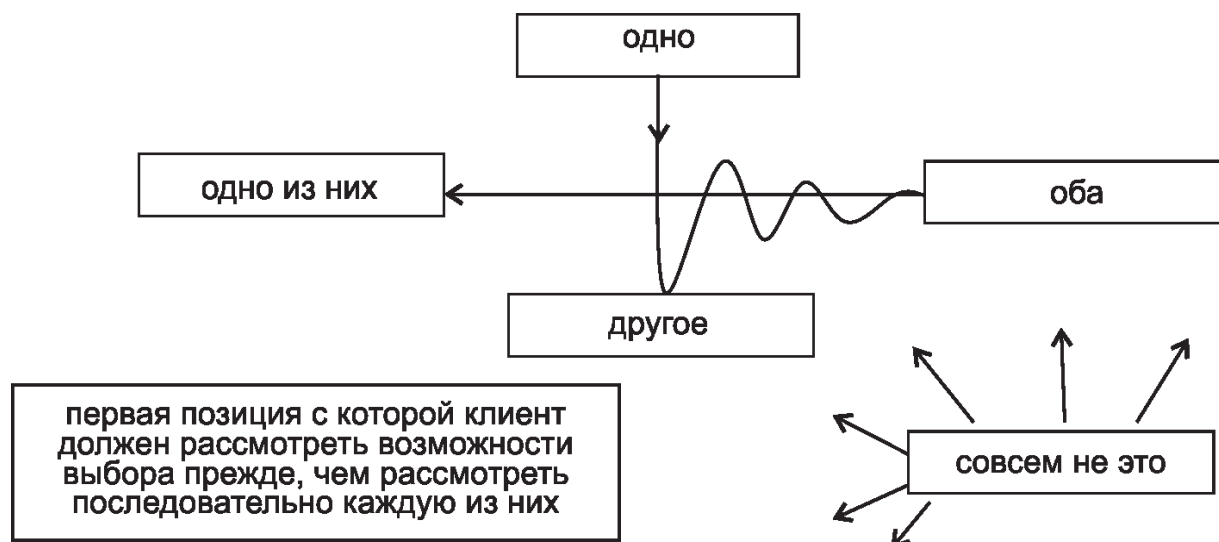 одно
одно из них
оба
другое
первая позиция с которой клиент
должен рассмотреть возможности
выбора прежде, чем рассмотреть
последовательно каждую из них
совсем не это